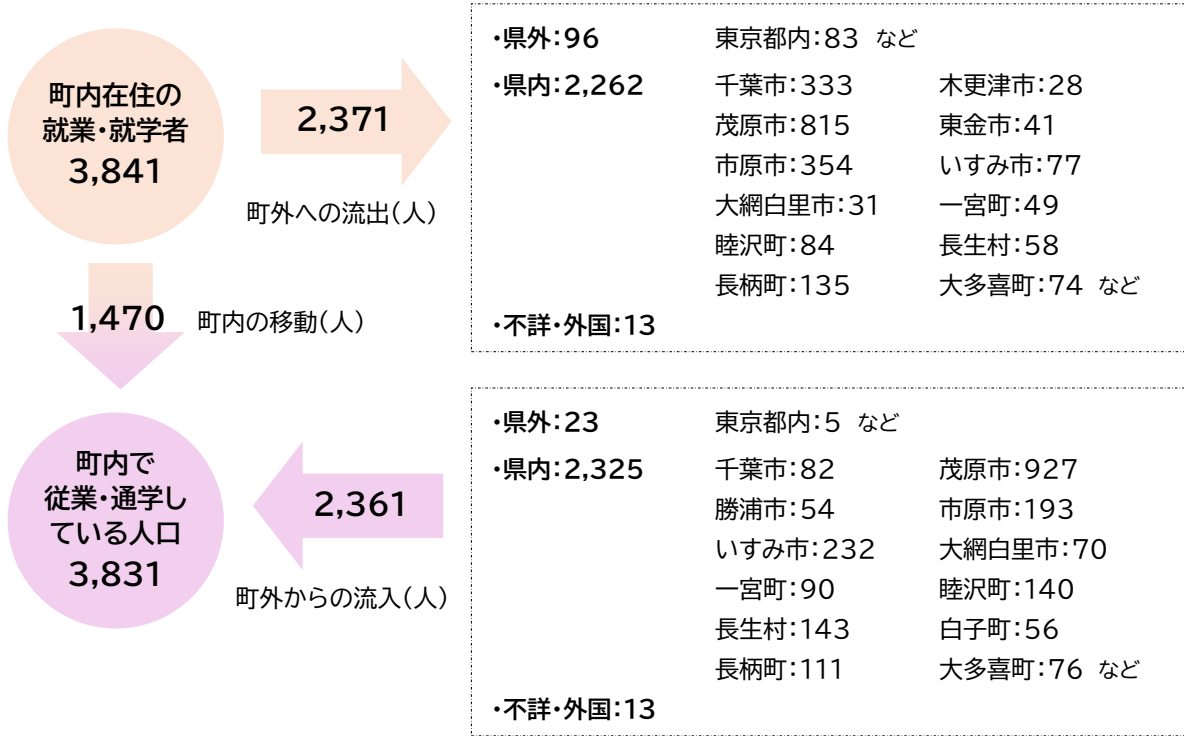 町内在住の
就業・就学者
3,841
2,371
町外への流出(人)
・県外:96 東京都内:83 など
・県内:2,262 千葉市:333 木更津市:28
茂原市:815 東金市:41
市原市:354 いすみ市:77
大網白里市:31 一宮町:49
睦沢町:84 長生村:58
長柄町:135 大多喜町:74 など
・不詳・外国:13
1,470 町内の移動(人)
町内で
従業・通学し
ている人口
3,831
2,361
町外からの流入(人)
・県外:23 東京都内:5 など
・県内:2,325 千葉市:82 茂原市:927
勝浦市:54 市原市:193
いすみ市:232 大網白里市:70
一宮町:90 睦沢町:140
長生村:143 白子町:56
長柄町:111 大多喜町:76 など
・不詳・外国:13